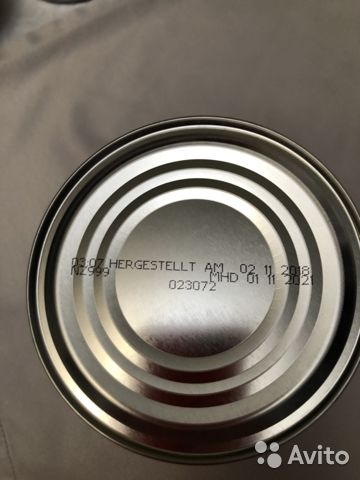 03:07 HERGESTELLT AM 02 11 2018
NZ999 MHD 01 11 2021
023072
Avito